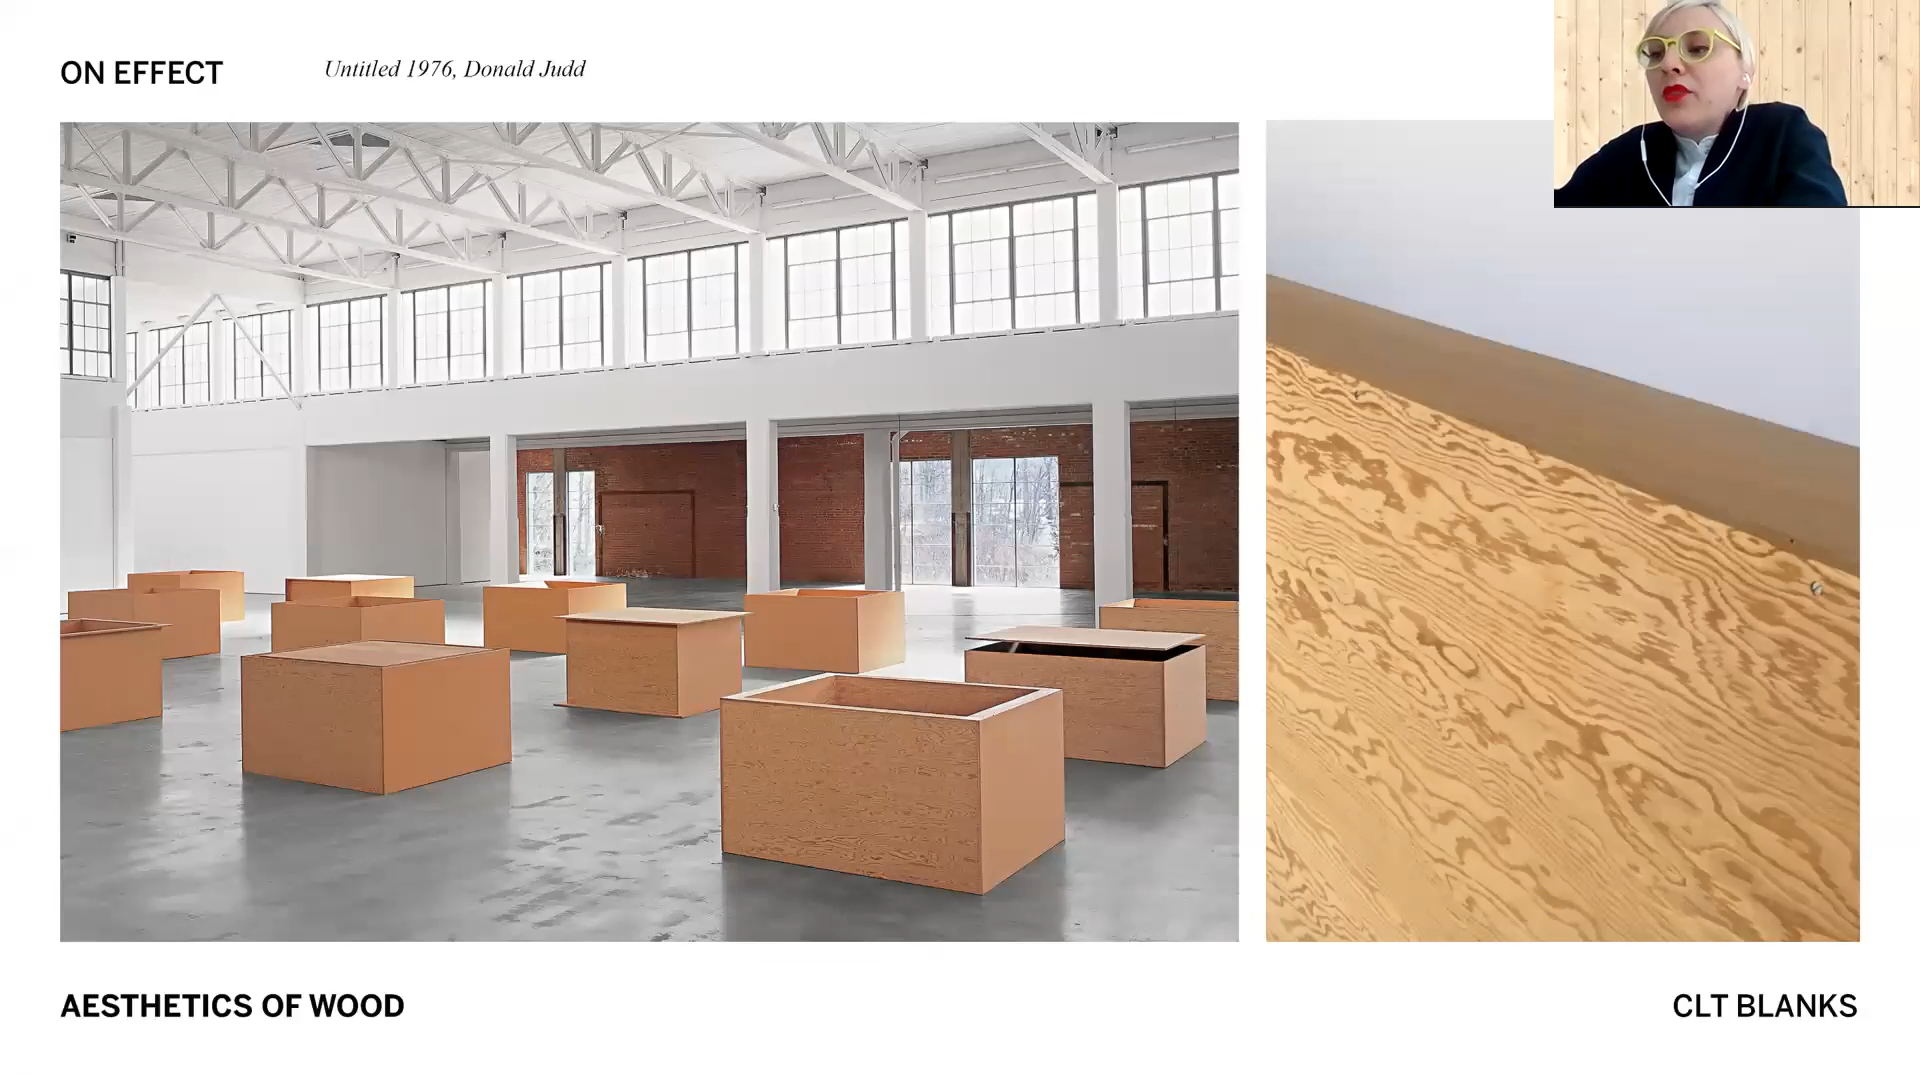 ON EFFECT
Untitled 1976, Donald Judd
AESTHETICS OF WOOD
CLT BLANKS